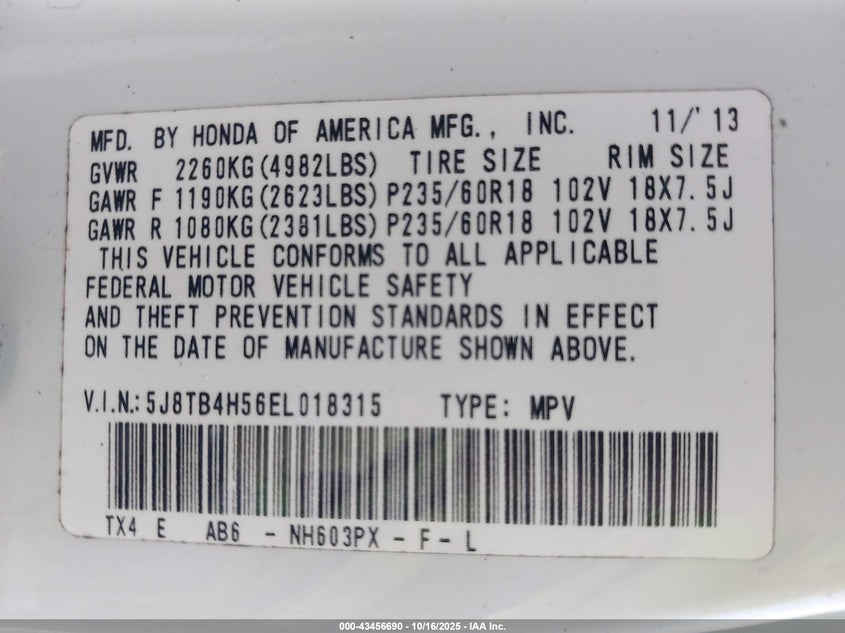 MFD. BY HONDA OF AMERICA MFG., INC. 11/'13
GVWR 2260KG(4982LBS) TIRE SIZE RIM SIZE
GAWR F 1190KG(2623LBS) P235/60R18 102V 18X7.5J
GAWR R 1080KG(2381LBS) P235/60R18 102V 18X7.5J
THIS VEHICLE CONFORMS TO ALL APPLICABLE
FEDERAL MOTOR VEHICLE SAFETY
AND THEFT PREVENTION STANDARDS IN EFFECT
ON THE DATE OF MANUFACTURE SHOWN ABOVE.
V.I.N.: 5J8TB4H56EL018315 TYPE: MPV
TX4 E AB6 - NH603PX - F - L
000-43456690 - 10/16/2025 - IAA Inc.